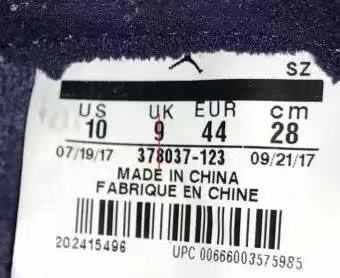 SZ
US UK EUR cm
10 9 44 28
07/19/17 378037-123 09/21/17
MADE IN CHINA
FABRIQUE EN CHINE
202415496 UPC 00666003575985